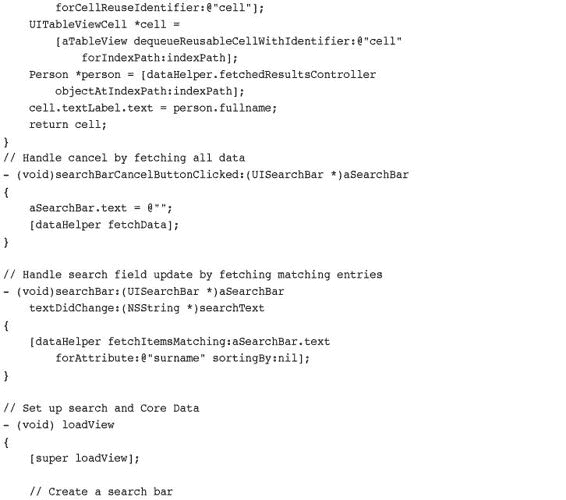 forCellReuseIdentifier:@"cell"];
UITableViewCell *cell =
[aTableView dequeueReusableCellWithIdentifier:@"cell"
forIndexPath:indexPath];
Person *person = [dataHelper.fetchedResultsController
objectAtIndexPath:indexPath];
cell.textLabel.text = person.fullname;
return cell;
}
// Handle cancel by fetching all data
- (void)searchBarCancelButtonClicked:(UISearchBar *)aSearchBar
{
aSearchBar.text = @"";
[dataHelper fetchData];
}
// Handle search field update by fetching matching entries
- (void)searchBar:(UISearchBar *)aSearchBar
textDidChange:(NSString *)searchText
{
[dataHelper fetchItemsMatching:aSearchBar.text
forAttribute:@"surname" sortingBy:nil];
}
// Set up search and Core Data
- (void) loadView
{
[super loadView];
// Create a search bar